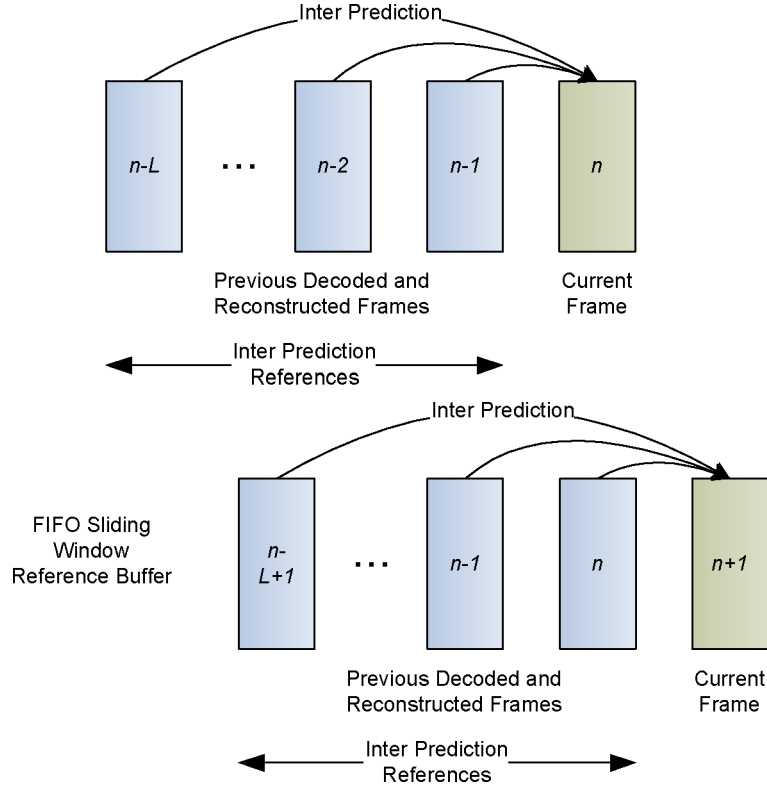 Inter Prediction
n-L
...
n-2
n-1
n
Previous Decoded and
Reconstructed Frames
Current
Frame
Inter Prediction
References
Inter Prediction
FIFO Sliding
Window
Reference Buffer
n-
L+1
...
n-1
n
n+1
Previous Decoded and
Reconstructed Frames
Current
Frame
Inter Prediction
References